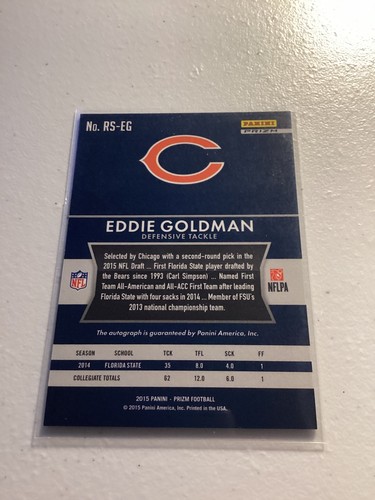 No. RS-EG
PANINI
PRIZM
EDDIE GOLDMAN
DEFENSIVE TACKLE
Selected by Chicago with a second-round pick in the
2015 NFL Draft ... First Florida State player drafted by
the Bears since 1993 (Carl Simpson) ... Named First
Team All-American and All-ACC First Team after leading
Florida State with four sacks in 2014 ... Member of FSU's
2013 national championship team.
NFL
NFLPA
The autograph is guaranteed by Panini America, Inc.
SEASON SCHOOL TCK TFL SCK FF
2014 FLORIDA STATE 35 8.0 4.0 1
COLLEGIATE TOTALS 62 12.0 6.0 1
2015 PANINI - PRIZM FOOTBALL
© 2015 Panini America, Inc. Printed in the USA.